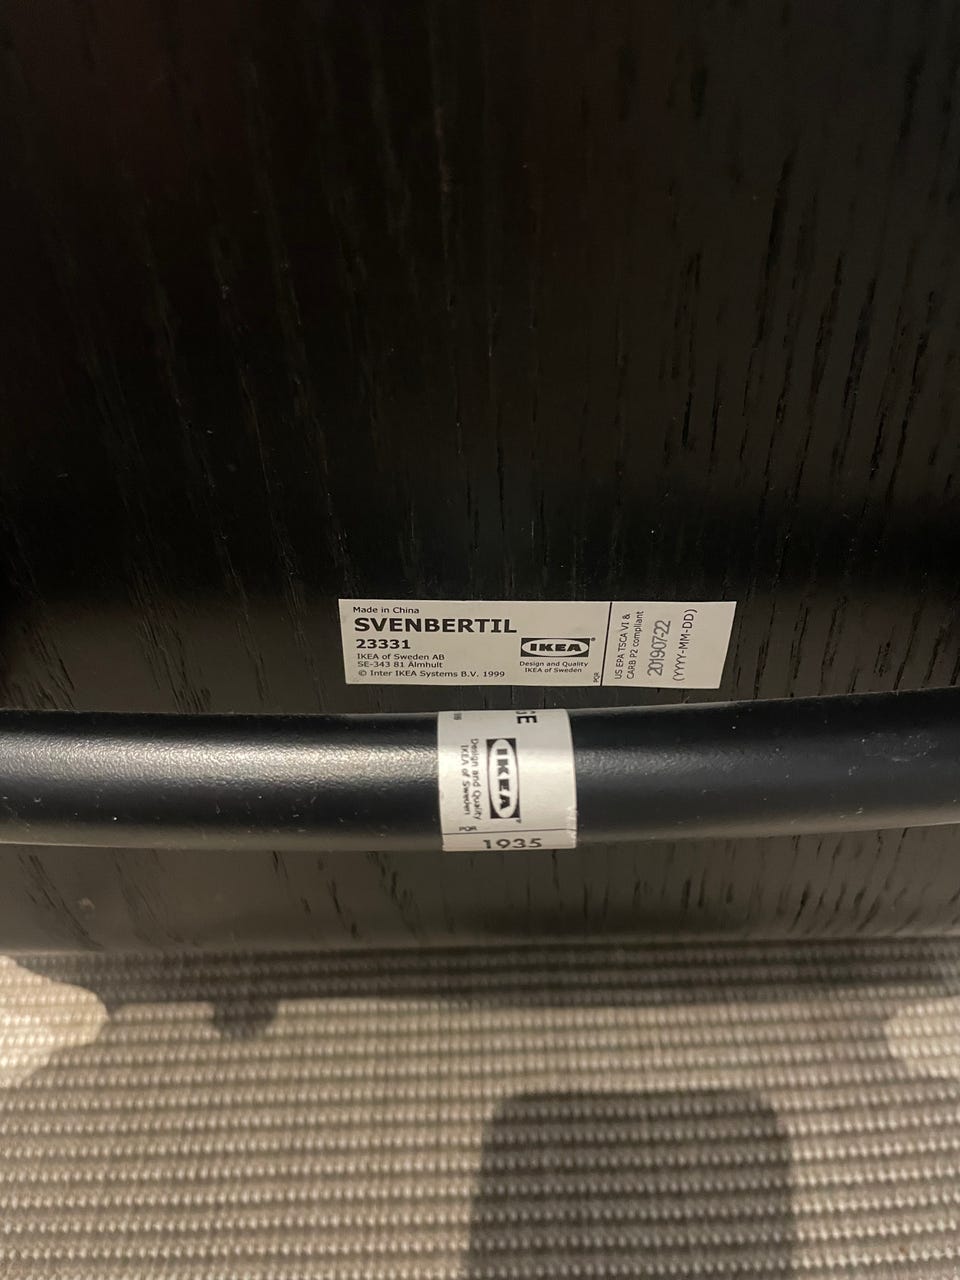 Made in China
SVENBERTIL
23331
IKEA of Sweden AB
SE-343 81 Älmhult
© Inter IKEA Systems B.V. 1999
IKEA®
Design and Quality
IKEA of Sweden
PQR
US EPA TSCA VI &
CARB P2 compliant
2019-07-22
(YYYY-MM-DD)
IKEA®
Design and Quality
IKEA of Sweden
PQR
1935